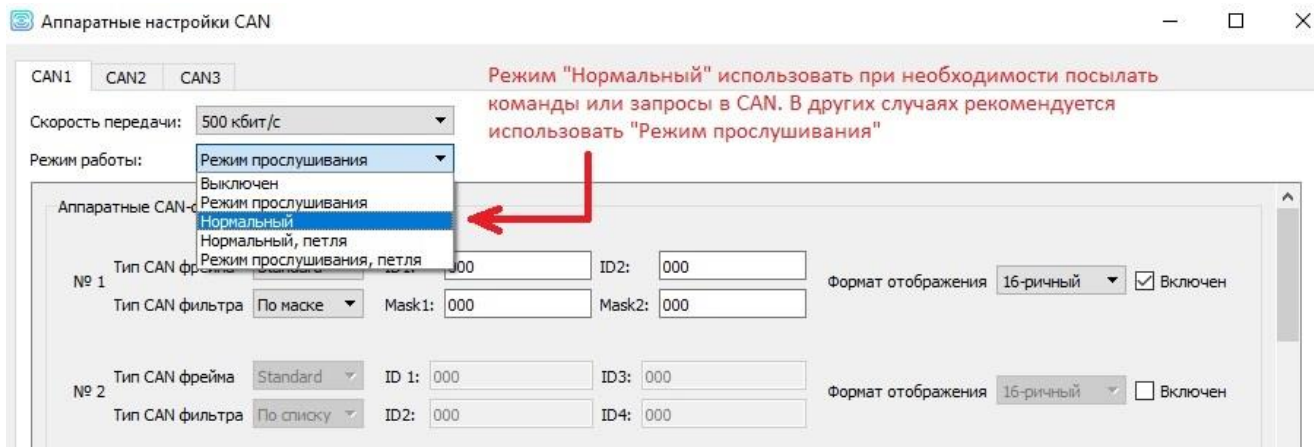 Аппаратные настройки CAN
CAN1 CAN2 CAN3
Режим "Нормальный" использовать при необходимости посылать
команды или запросы в CAN. В других случаях рекомендуется
использовать "Режим прослушивания"
Скорость передачи: 500 кбит/с
Режим работы: Режим прослушивания
Выключен
Режим прослушивания
Нормальный
Нормальный, петля
Режим прослушивания, петля
Аппаратные CAN-
№ 1
Тип CAN фрейма 000 ID2: 000
Тип CAN фильтра По маске Mask1: 000 Mask2: 000
Формат отображения 16-ричный Включен
№ 2
Тип CAN фрейма Standard ID 1: 000 ID3: 000
Тип CAN фильтра По списку ID2: 000 ID4: 000
Формат отображения 16-ричный Включен